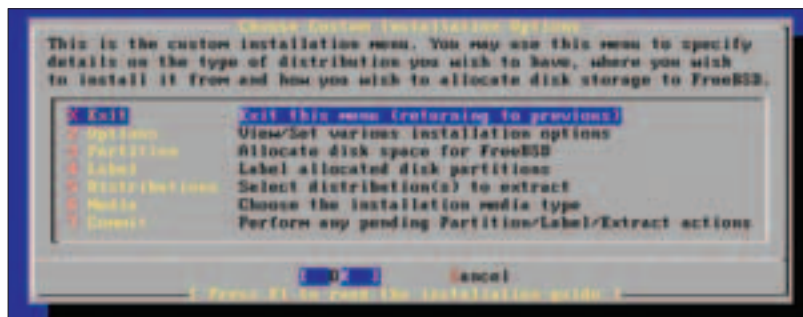 Choose Custom Installation Options
This is the custom installation menu. You may use this menu to specify
details on the type of distribution you wish to have, where you wish
to install it from and how you wish to allocate disk storage to FreeBSD.
X Exit Exit this menu (returning to previous)
2 Options View/Set various installation options
3 Partition Allocate disk space for FreeBSD
4 Label Label allocated disk partitions
5 Distributions Select distribution(s) to extract
6 Media Choose the installation media type
7 Commit Perform any pending Partition/Label/Extract actions
[ OK ] Cancel
[ Press F1 to read the installation guide ]